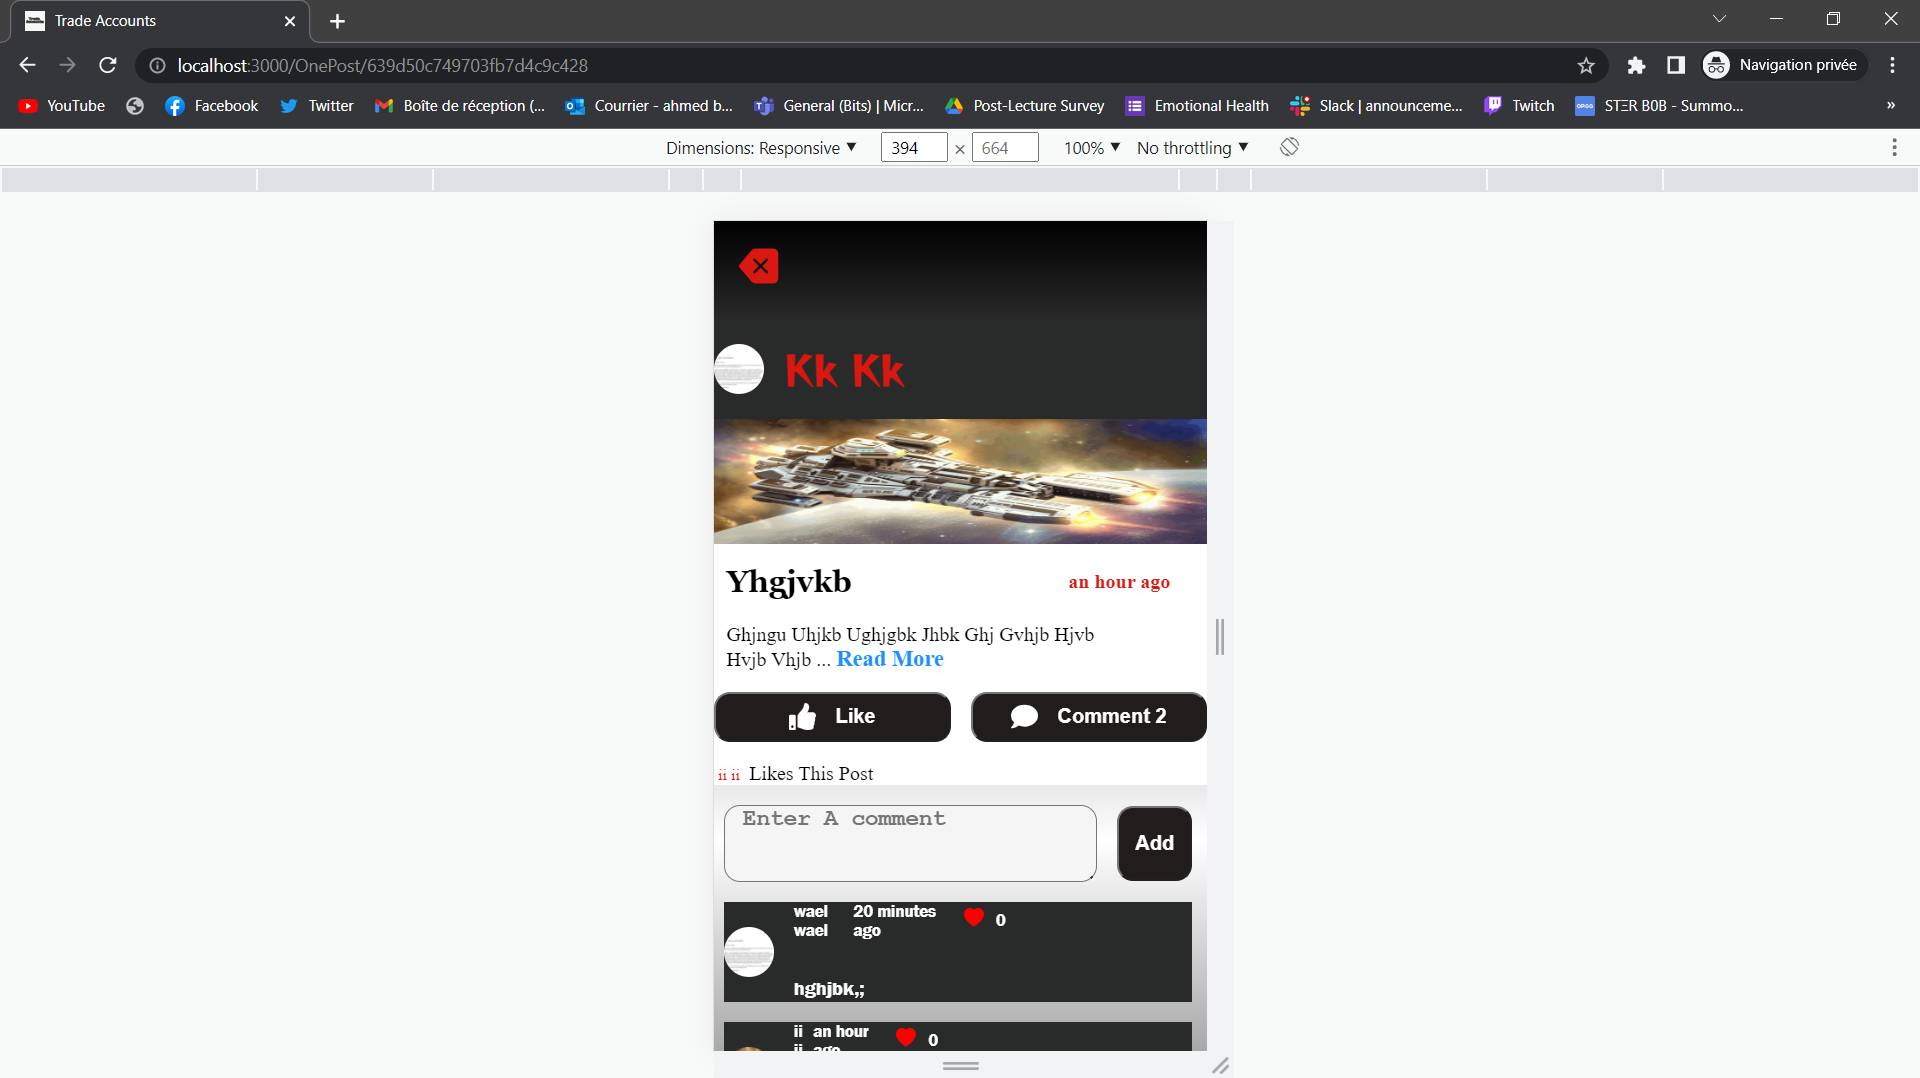 Trade Accounts
localhost:3000/OnePost/639d50c749703fb7d4c9c428
Navigation privée
YouTube
Facebook
Twitter
Boîte de réception (...
Courrier - ahmed b...
General (Bits) | Micr...
Post-Lecture Survey
Emotional Health
Slack | announceme...
Twitch
OP.GG
STΞR B0B - Summo...
»
Dimensions: Responsive
394 × 664
100%
No throttling
Kk Kk
Yhgjvkb
an hour ago
Ghjngu Uhjkb Ughjgbk Jhbk Ghj Gvhjb Hjvb
Hvjb Vhjb ... Read More
Like
Comment 2
ii ii Likes This Post
Enter A comment
Add
wael 20 minutes 0
wael ago
hghjbk,;
ii an hour 0
ii ago